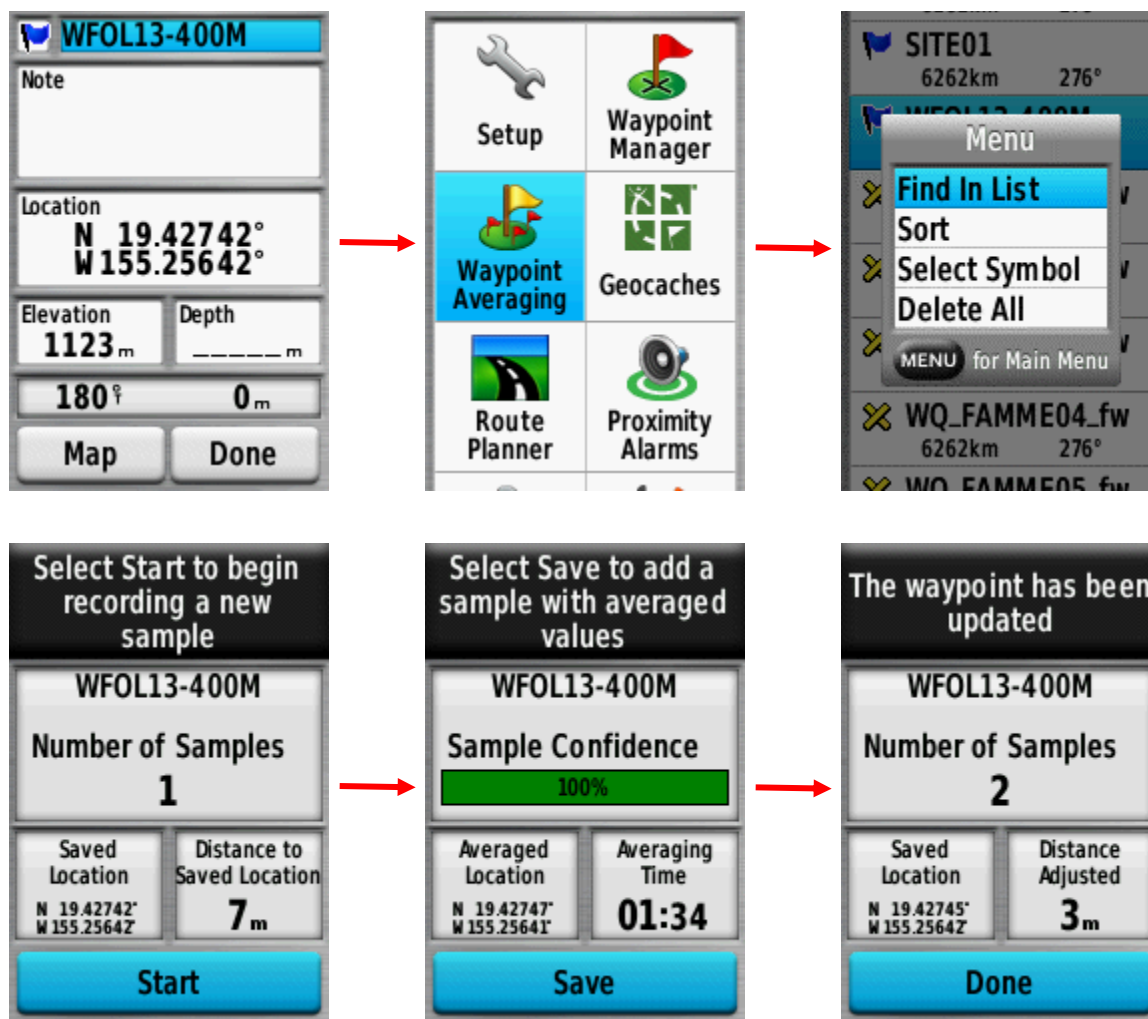 WFOL13-400M
Note
Location
N 19.42742°
W 155.25642°
Elevation
1123 m
Depth
_____ m
180°
0 m
Map
Done
Setup
Waypoint
Manager
Waypoint
Averaging
Geocaches
Route
Planner
Proximity
Alarms
SITE01
6262km 276°
WFOL13-400M
Menu
Find In List
Sort
Select Symbol
Delete All
MENU for Main Menu
WQ_FAMME04_fw
6262km 276°
WQ_FAMME05_fw
Select Start to begin
recording a new
sample
WFOL13-400M
Number of Samples
1
Saved
Location
N 19.42742°
W 155.25642°
Distance to
Saved Location
7 m
Start
Select Save to add a
sample with averaged
values
WFOL13-400M
Sample Confidence
100%
Averaged
Location
N 19.42747°
W 155.25641°
Averaging
Time
01:34
Save
The waypoint has been
updated
WFOL13-400M
Number of Samples
2
Saved
Location
N 19.42745°
W 155.25642°
Distance
Adjusted
3 m
Done